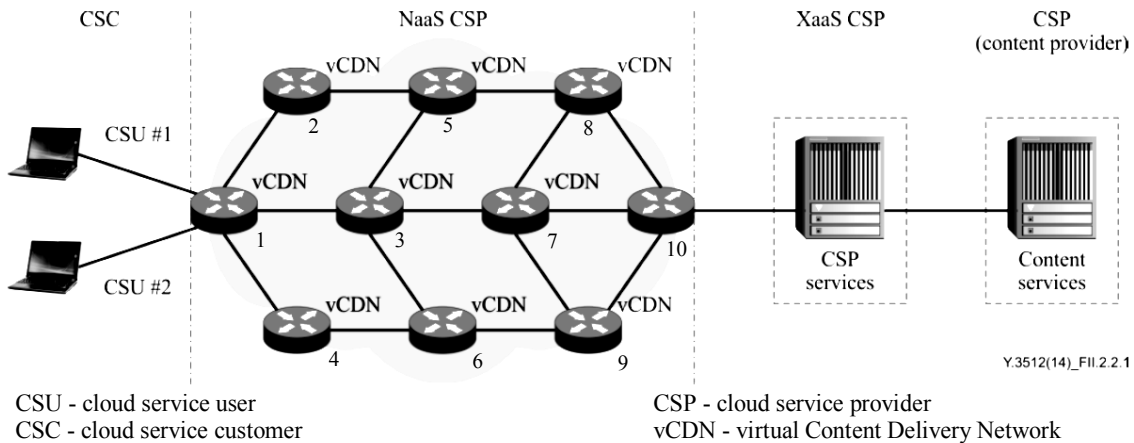 CSC NaaS CSP XaaS CSP CSP
(content provider)
vCDN vCDN vCDN
CSU #1
2 5 8
vCDN vCDN vCDN
1 3 7 10
CSP
services
Content
services
CSU #2
vCDN vCDN vCDN
4 6 9
Y.3512(14)_FII.2.2.1
CSU - cloud service user
CSC - cloud service customer
CSP - cloud service provider
vCDN - virtual Content Delivery Network